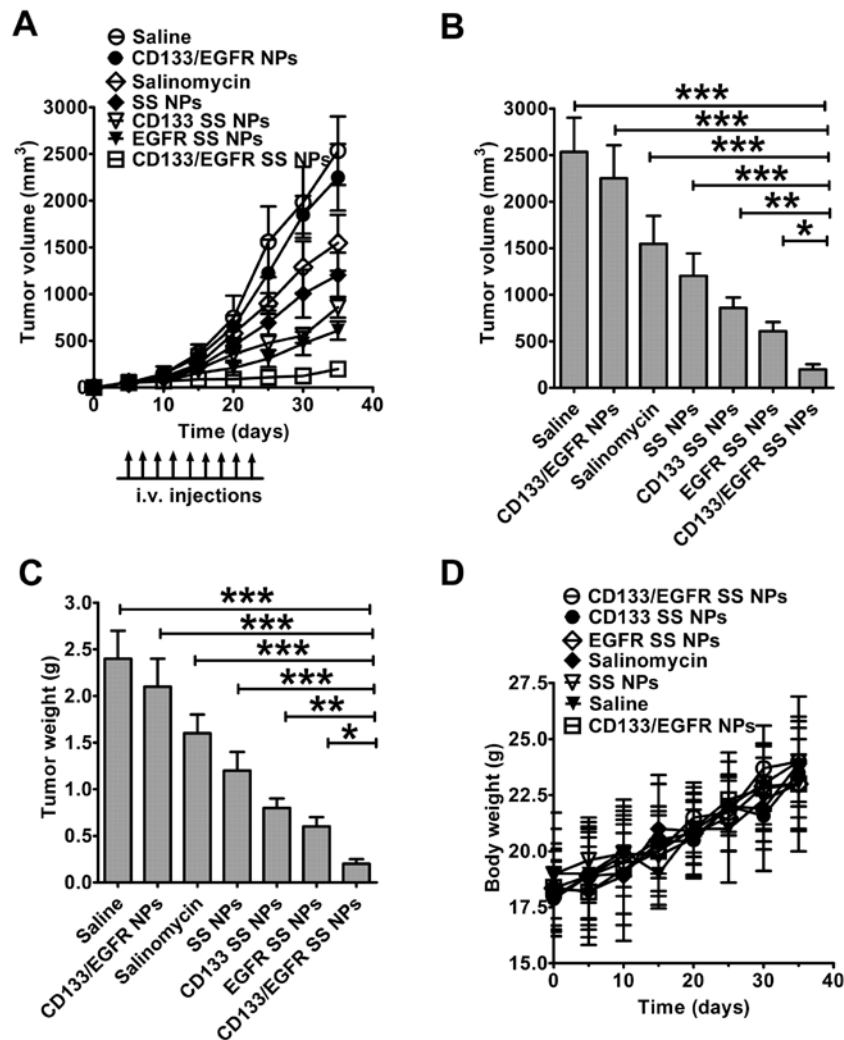 A
Saline
CD133/EGFR NPs
Salinomycin
SS NPs
CD133 SS NPs
EGFR SS NPs
CD133/EGFR SS NPs
3000
2500
2000
1500
1000
500
0
Tumor volume (mm³)
0 10 20 30 40
Time (days)
i.v. injections
B
3000
2500
2000
1500
1000
500
0
Tumor volume (mm³)
***
***
***
***
**
*
Saline
CD133/EGFR NPs
Salinomycin
SS NPs
CD133 SS NPs
EGFR SS NPs
CD133/EGFR SS NPs
C
3.0
2.5
2.0
1.5
1.0
0.5
0.0
Tumor weight (g)
***
***
***
***
**
*
Saline
CD133/EGFR NPs
Salinomycin
SS NPs
CD133 SS NPs
EGFR SS NPs
CD133/EGFR SS NPs
D
CD133/EGFR SS NPs
CD133 SS NPs
EGFR SS NPs
Salinomycin
SS NPs
Saline
CD133/EGFR NPs
27.5
25.0
22.5
20.0
17.5
15.0
Body weight (g)
0 10 20 30 40
Time (days)